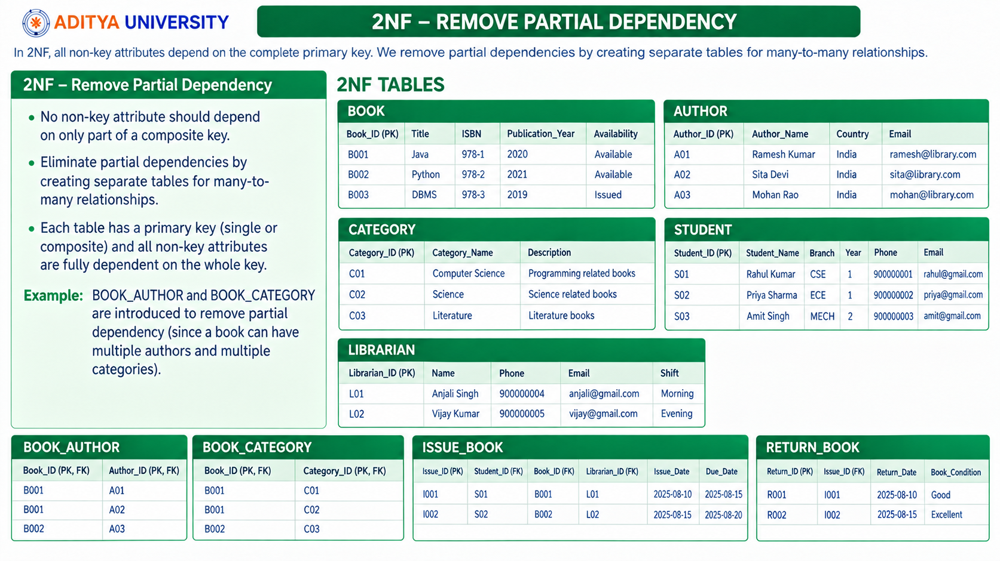 ADITYA UNIVERSITY
2NF – REMOVE PARTIAL DEPENDENCY
In 2NF, all non-key attributes depend on the complete primary key. We remove partial dependencies by creating separate tables for many-to-many relationships.
2NF – Remove Partial Dependency
• No non-key attribute should depend
on only part of a composite key.
• Eliminate partial dependencies by
creating separate tables for many-to-
many relationships.
• Each table has a primary key (single or
composite) and all non-key attributes
are fully dependent on the whole key.
Example: BOOK_AUTHOR and BOOK_CATEGORY
are introduced to remove partial
dependency (since a book can have
multiple authors and multiple
categories).
2NF TABLES
BOOK
Book_ID (PK) Title ISBN Publication_Year Availability
B001 Java 978-1 2020 Available
B002 Python 978-2 2021 Available
B003 DBMS 978-3 2019 Issued
AUTHOR
Author_ID (PK) Author_Name Country Email
A01 Ramesh Kumar India ramesh@library.com
A02 Sita Devi India sita@library.com
A03 Mohan Rao India mohan@library.com
CATEGORY
Category_ID (PK) Category_Name Description
C01 Computer Science Programming related books
C02 Science Science related books
C03 Literature Literature books
STUDENT
Student_ID (PK) Student_Name Branch Year Phone Email
S01 Rahul Kumar CSE 1 900000001 rahul@gmail.com
S02 Priya Sharma ECE 1 900000002 priya@gmail.com
S03 Amit Singh MECH 2 900000003 amit@gmail.com
LIBRARIAN
Librarian_ID (PK) Name Phone Email Shift
L01 Anjali Singh 900000004 anjali@gmail.com Morning
L02 Vijay Kumar 900000005 vijay@gmail.com Evening
BOOK_AUTHOR
Book_ID (PK, FK) Author_ID (PK, FK)
B001 A01
B001 A02
B002 A03
BOOK_CATEGORY
Book_ID (PK, FK) Category_ID (PK, FK)
B001 C01
B001 C02
B002 C03
ISSUE_BOOK
Issue_ID (PK) Student_ID (FK) Book_ID (FK) Librarian_ID (FK) Issue_Date Due_Date
I001 S01 B001 L01 2025-08-10 2025-08-15
I002 S02 B002 L02 2025-08-15 2025-08-20
RETURN_BOOK
Return_ID (PK) Issue_ID (FK) Return_Date Book_Condition
R001 I001 2025-08-10 Good
R002 I002 2025-08-15 Excellent